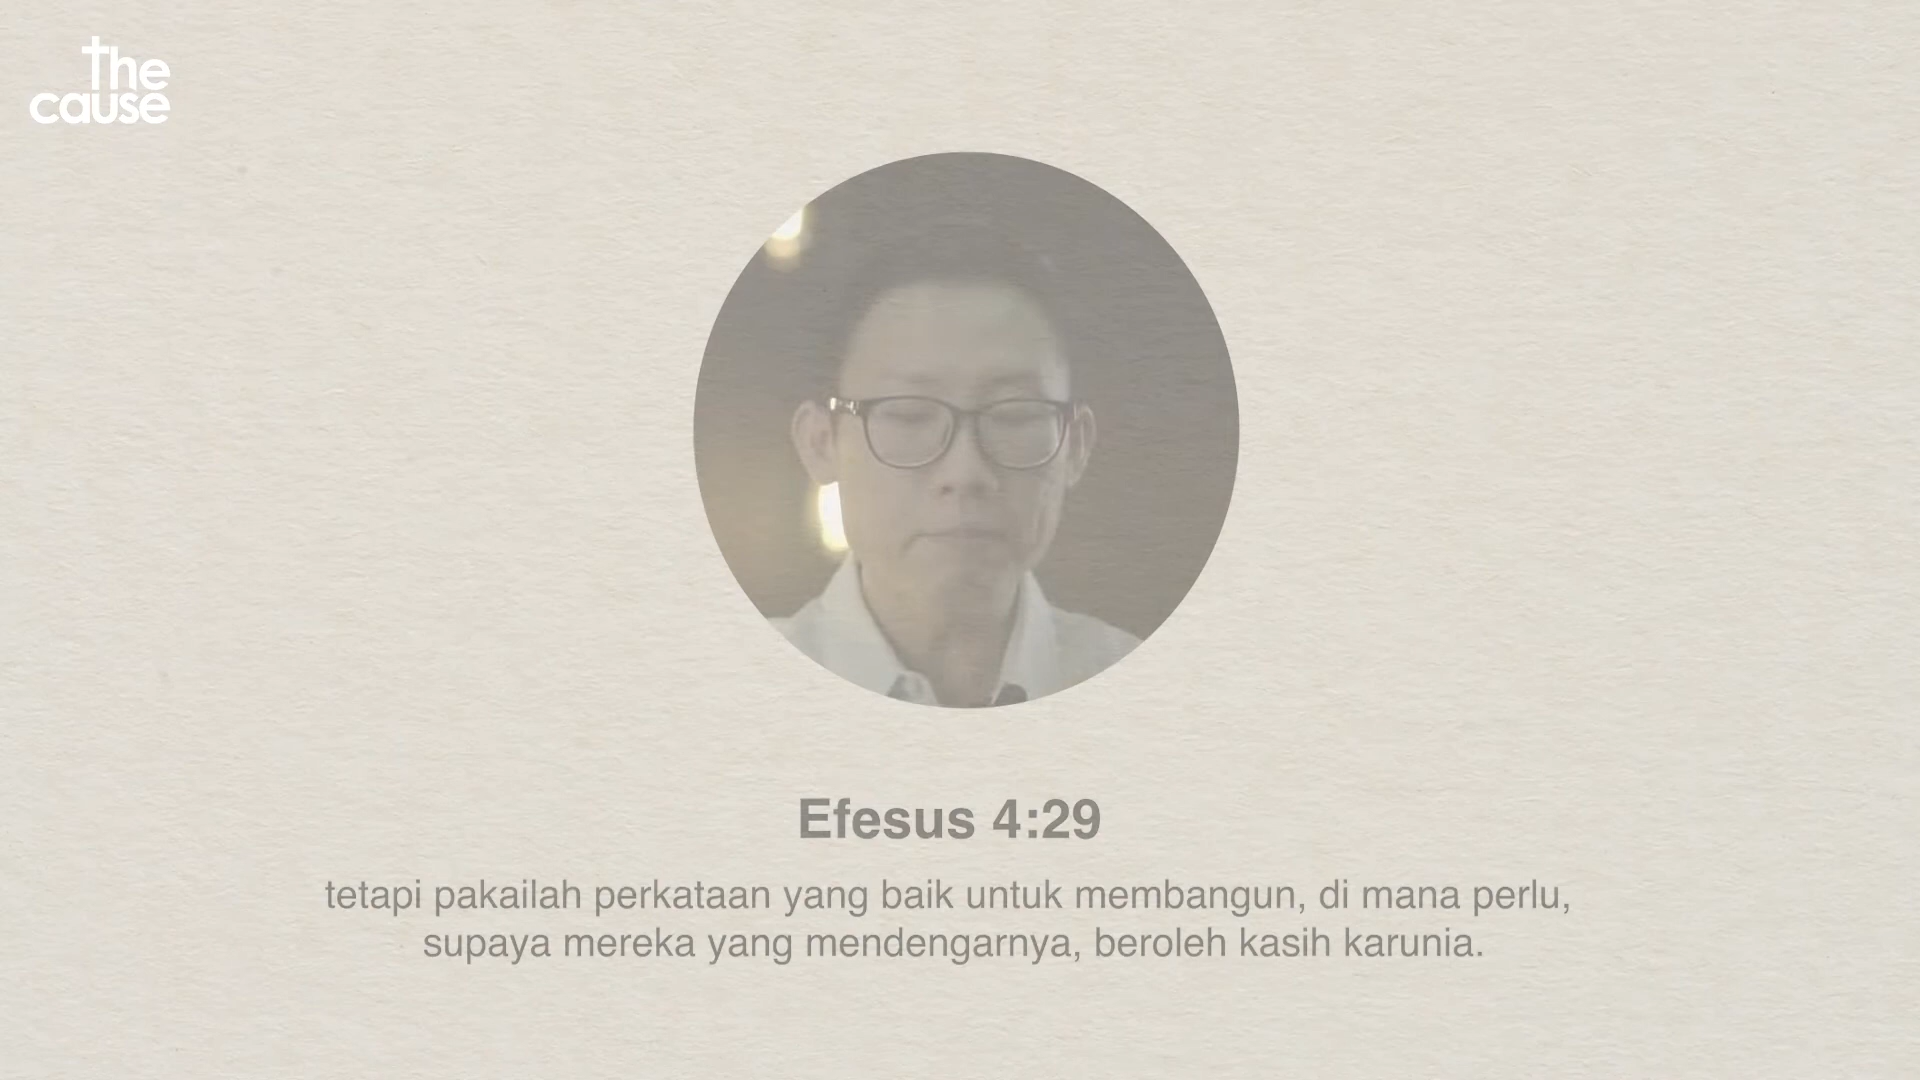 the
cause
Efesus 4:29
tetapi pakailah perkataan yang baik untuk membangun, di mana perlu,
supaya mereka yang mendengarnya, beroleh kasih karunia.